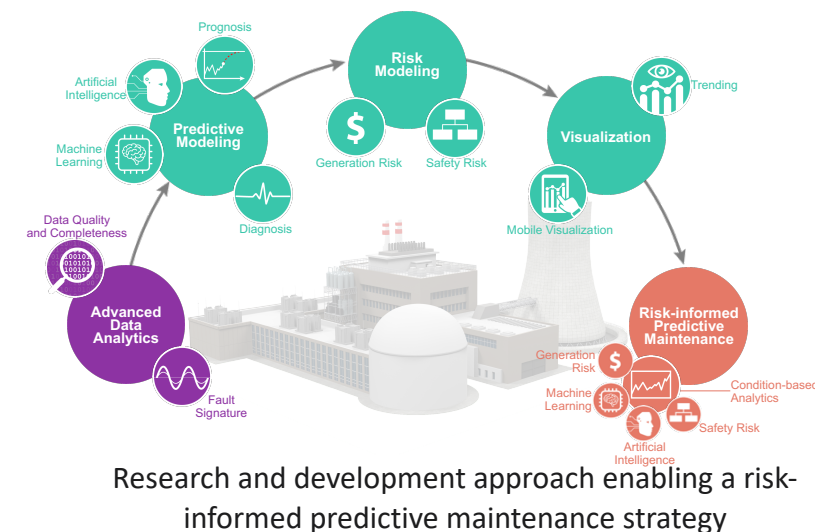 Prognosis
Artificial
Intelligence
Machine
Learning
Predictive
Modeling
Diagnosis
Risk
Modeling
Generation Risk
Safety Risk
Trending
Visualization
Mobile Visualization
Data Quality
and Completeness
Advanced
Data
Analytics
Fault
Signature
Risk-informed
Predictive
Maintenance
Generation
Risk
Machine
Learning
Artificial
Intelligence
Safety Risk
Condition-based
Analytics
Research and development approach enabling a risk-
informed predictive maintenance strategy